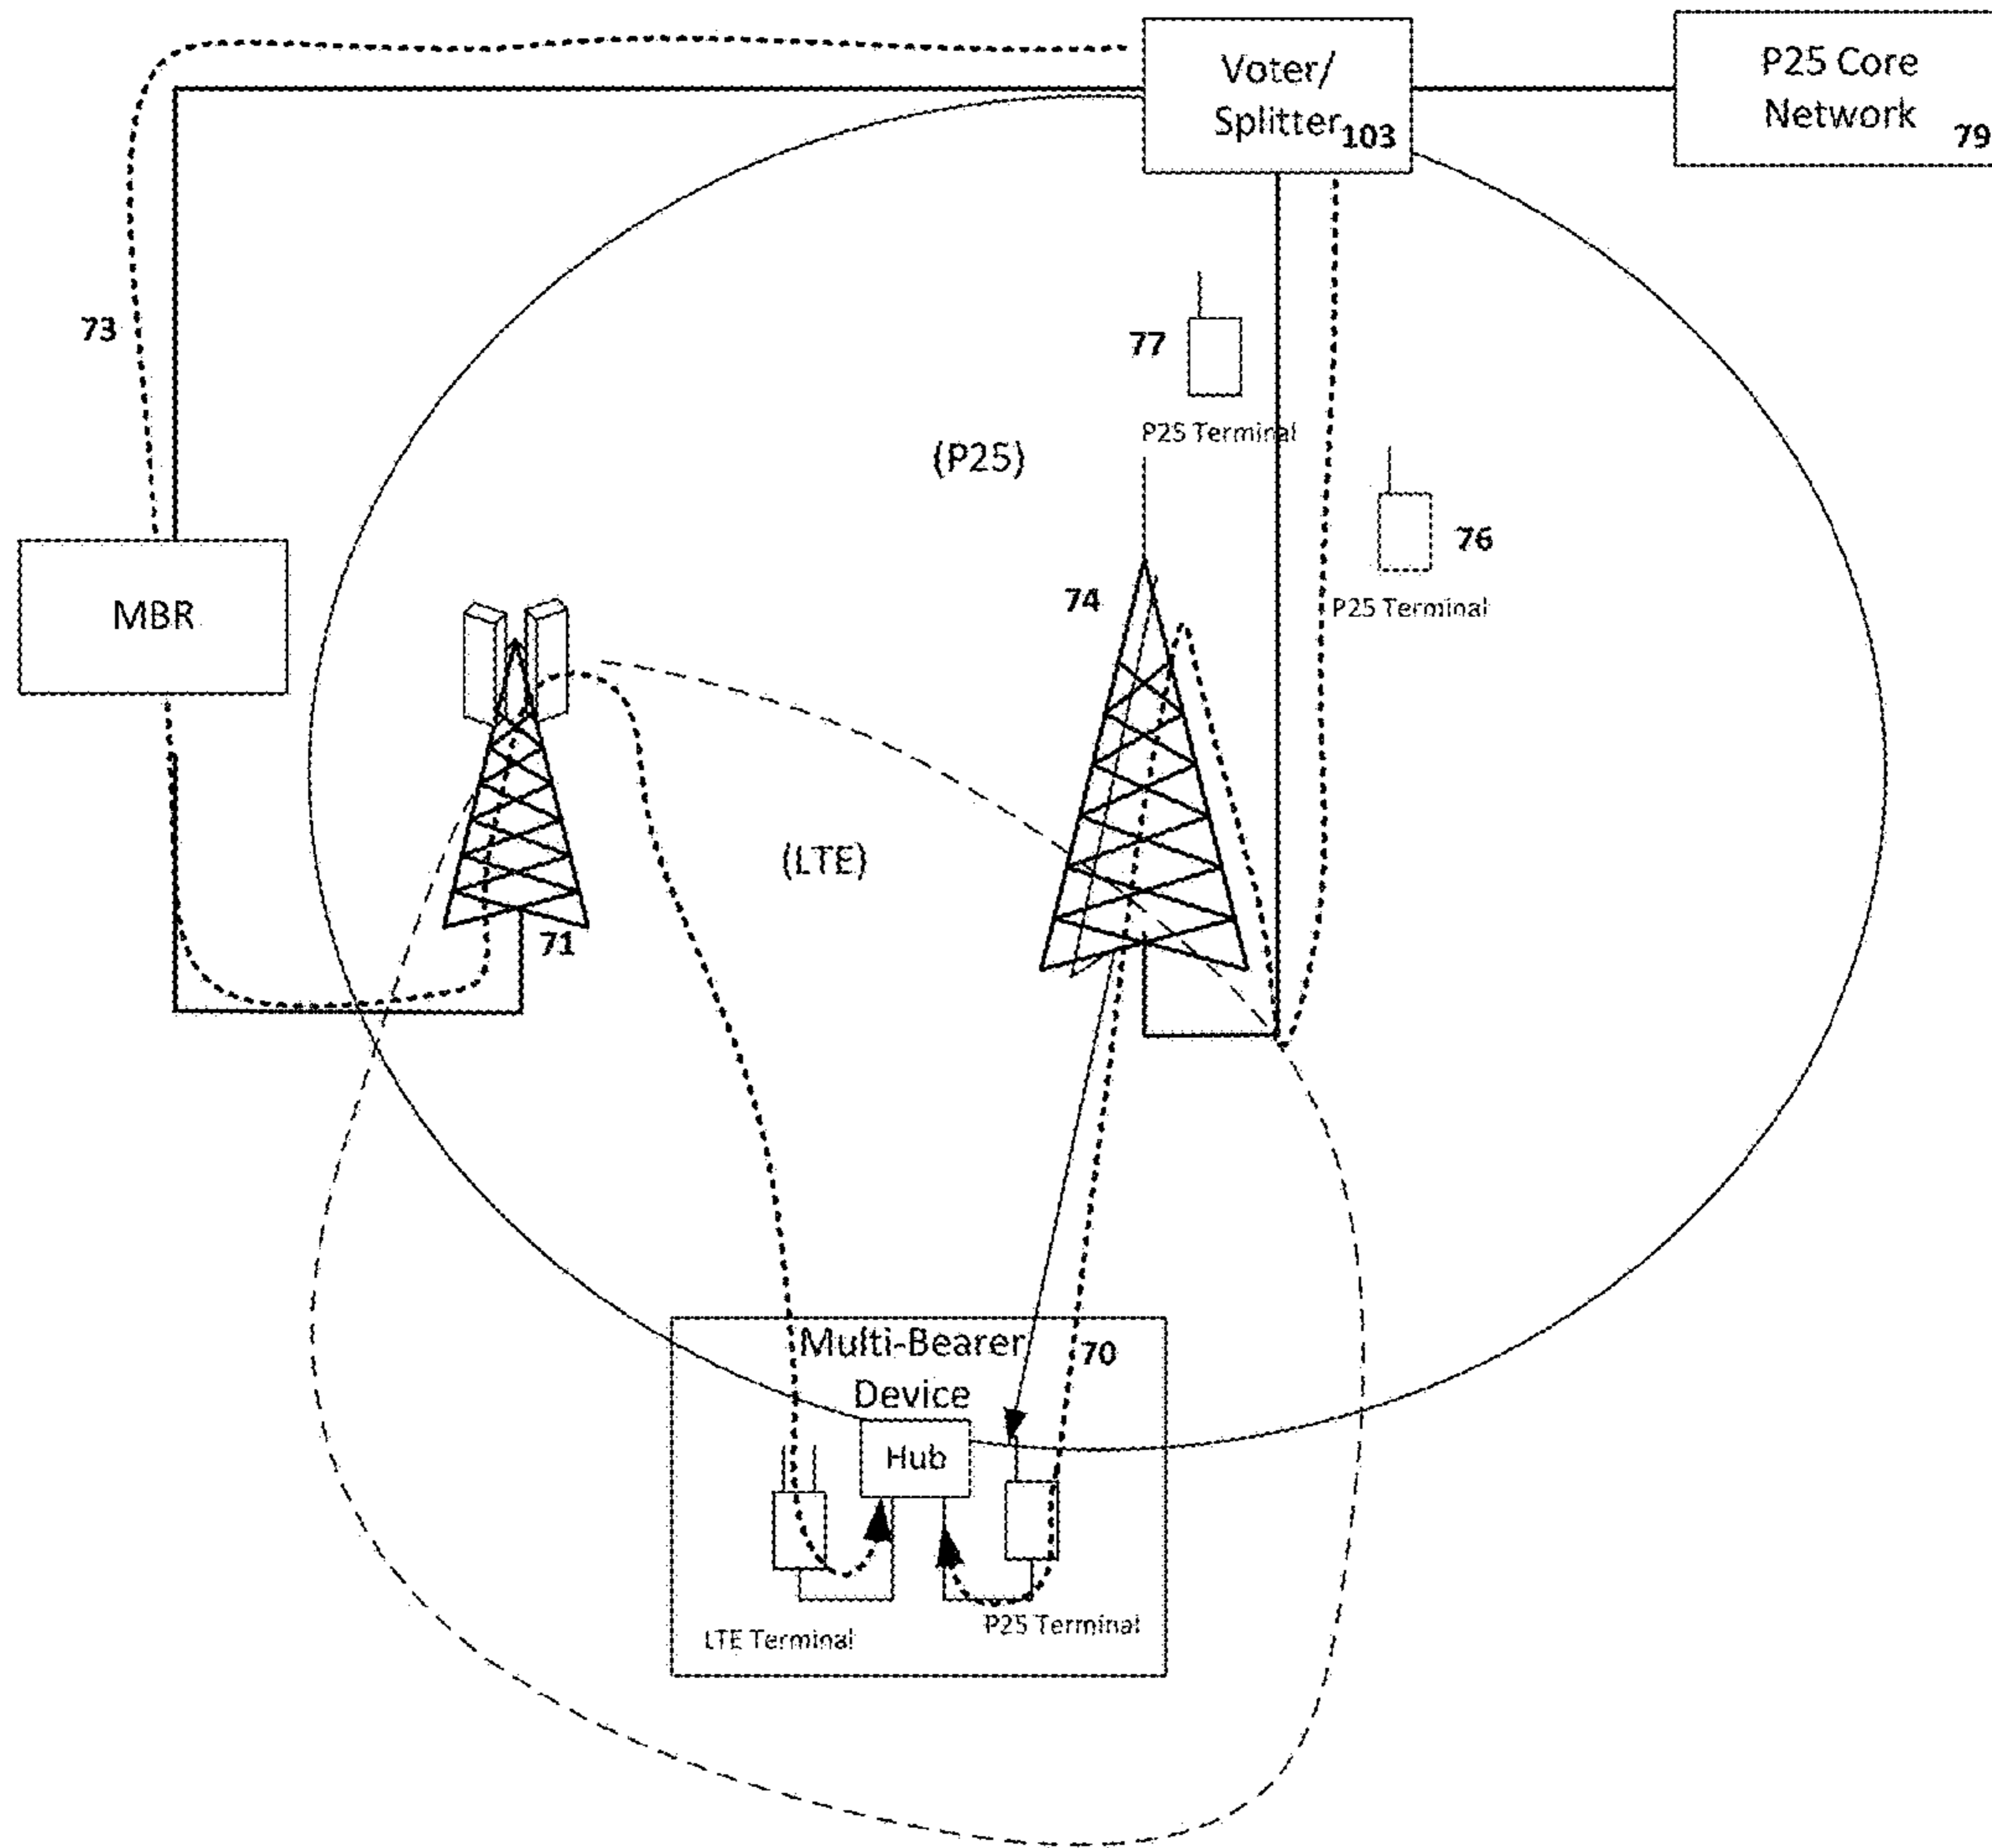 Voter/
Splitter 103
P25 Core
Network 79
73
77
P25 Terminal
(P25)
76
P25 Terminal
74
MBR
(LTE)
71
Multi-Bearer 70
Device
Hub
LTE Terminal
P25 Terminal